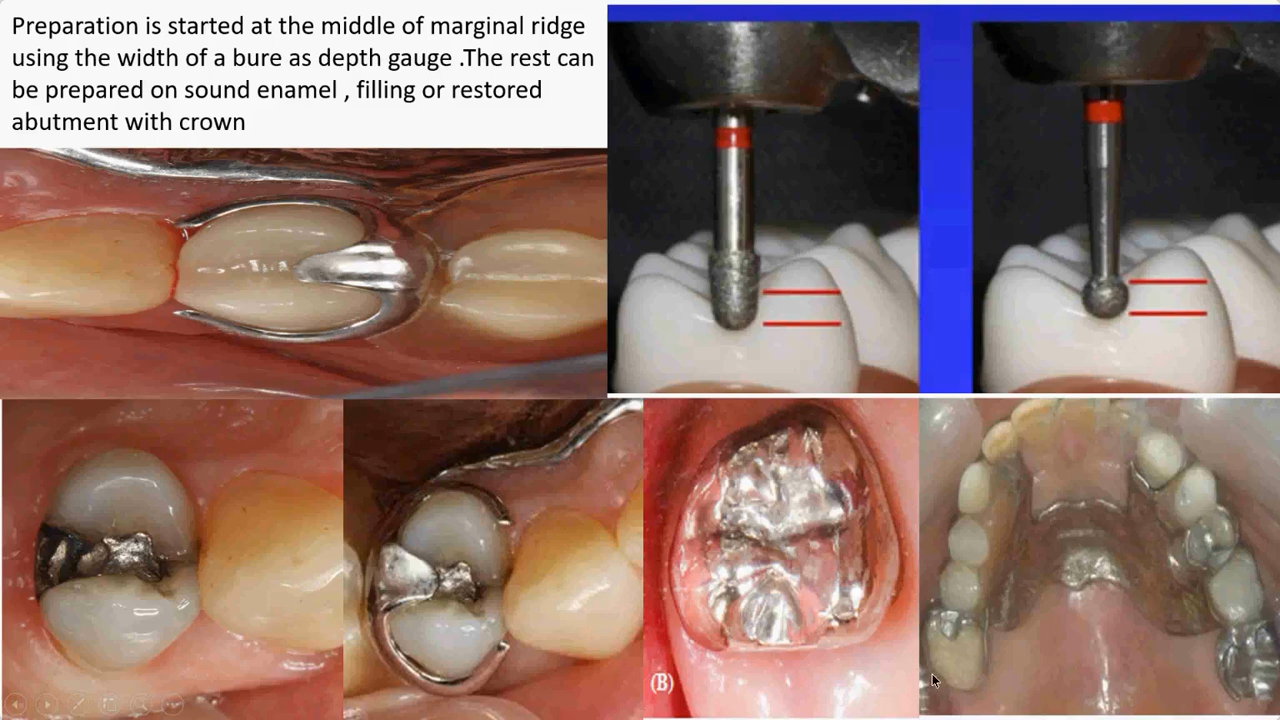 Preparation is started at the middle of marginal ridge
using the width of a bure as depth gauge .The rest can
be prepared on sound enamel , filling or restored
abutment with crown
(B)